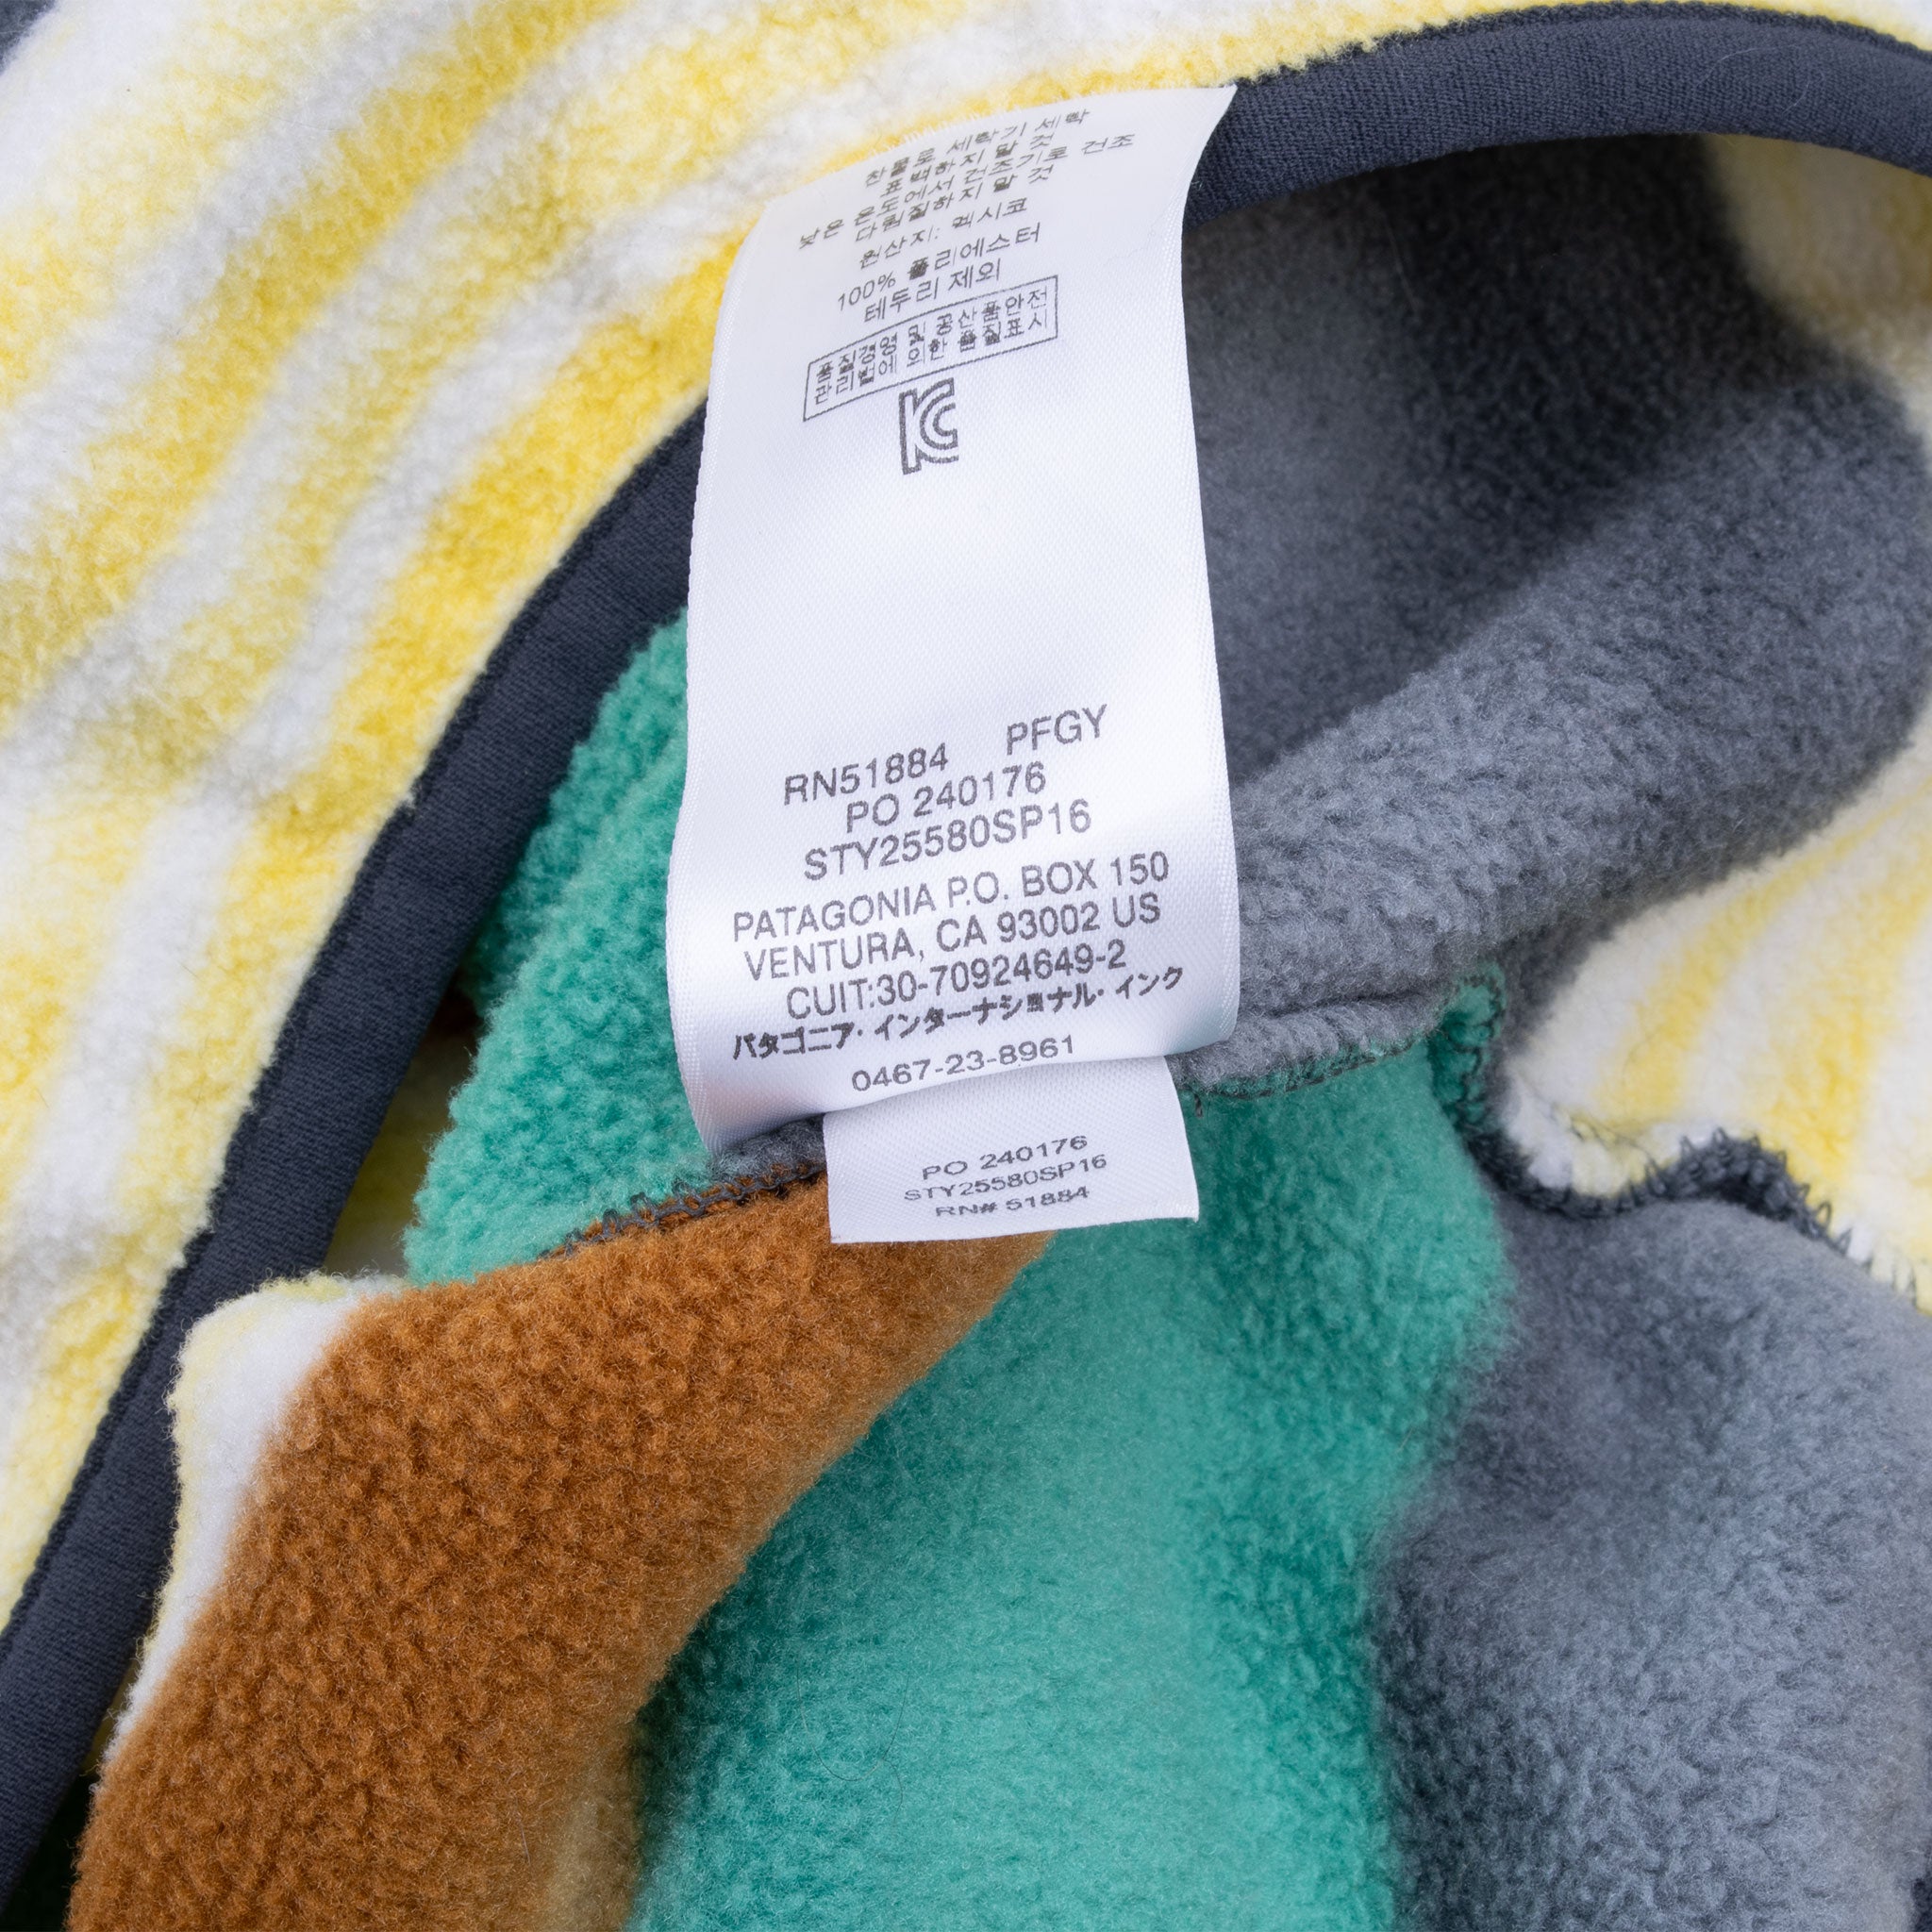 찬물로 세탁기 세탁
표백하지 말 것
낮은 온도에서 건조기로 건조
다림질하지 말 것
원산지: 멕시코
100% 폴리에스터
테두리 제외
품질경영 및 공산품안전
관리법에 의한 품질표시
KC
RN51884 PFGY
PO 240176
STY25580SP16
PATAGONIA P.O. BOX 150
VENTURA, CA 93002 US
CUIT:30-70924649-2
パタゴニア・インターナショナル・インク
0467-23-8961
PO 240176
STY25580SP16
RN# 51884